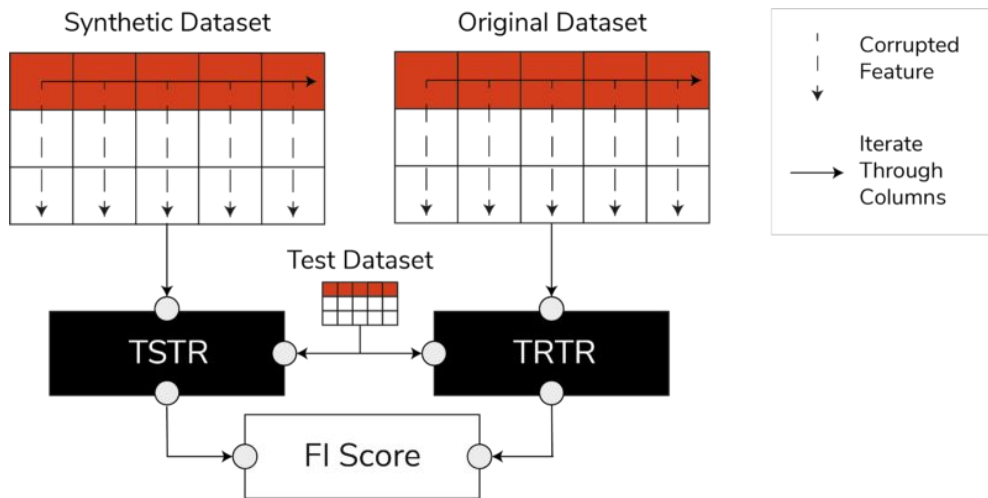 Synthetic Dataset
Original Dataset
Corrupted
Feature
Iterate
Through
Columns
Test Dataset
TSTR
TRTR
FI Score